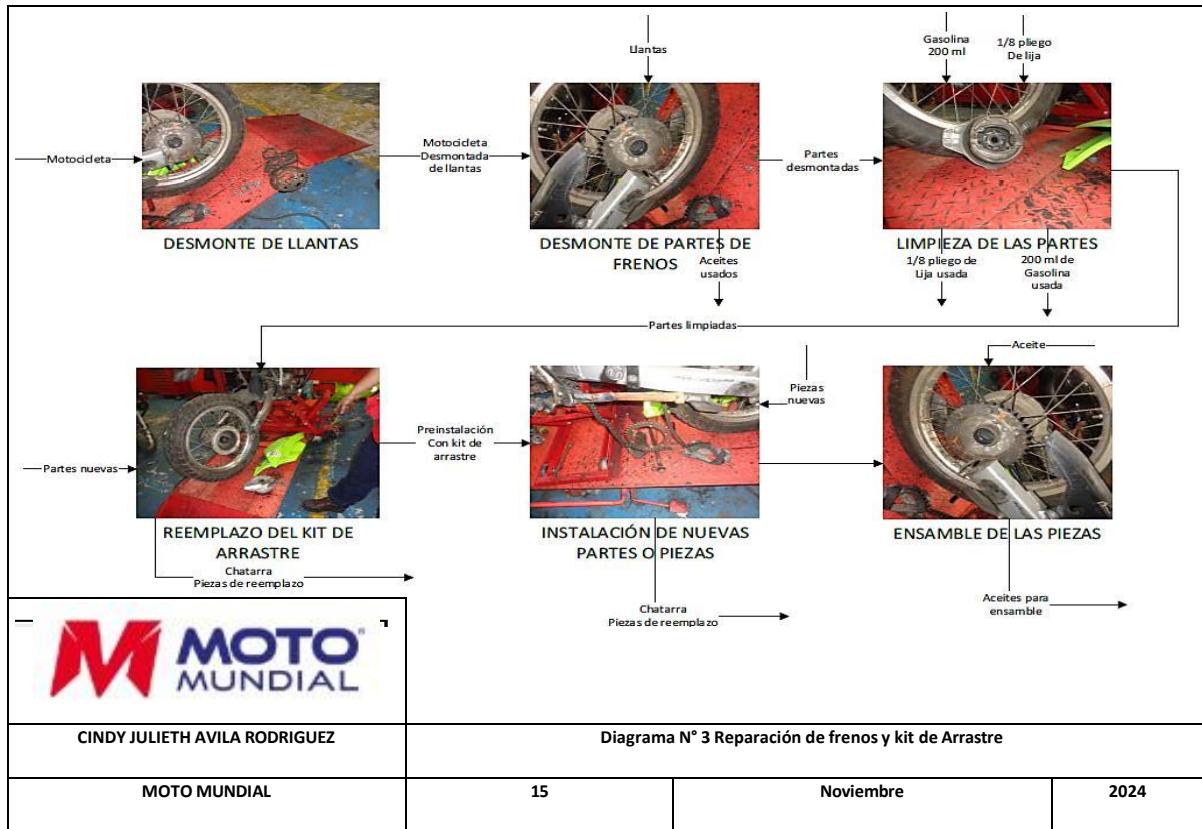 Llantas
Gasolina
200 ml
1/8 pliego
De lija
Motocicleta
Motocicleta
Desmontada
de llantas
Partes
desmontadas
DESMONTE DE LLANTAS
DESMONTE DE PARTES DE
FRENOS
LIMPIEZA DE LAS PARTES
Aceites
usados
1/8 pliego de
Lija usada
200 ml de
Gasolina
usada
Partes limpiadas
Aceite
Piezas
nuevas
Preinstalación
Con kit de
arrastre
Partes nuevas
REEMPLAZO DEL KIT DE
ARRASTRE
INSTALACIÓN DE NUEVAS
PARTES O PIEZAS
ENSAMBLE DE LAS PIEZAS
Chatarra
Piezas de reemplazo
Chatarra
Piezas de reemplazo
Aceites para
ensamble
MOTO
MUNDIAL
CINDY JULIETH AVILA RODRIGUEZ
Diagrama N° 3 Reparación de frenos y kit de Arrastre
MOTO MUNDIAL
15
Noviembre
2024